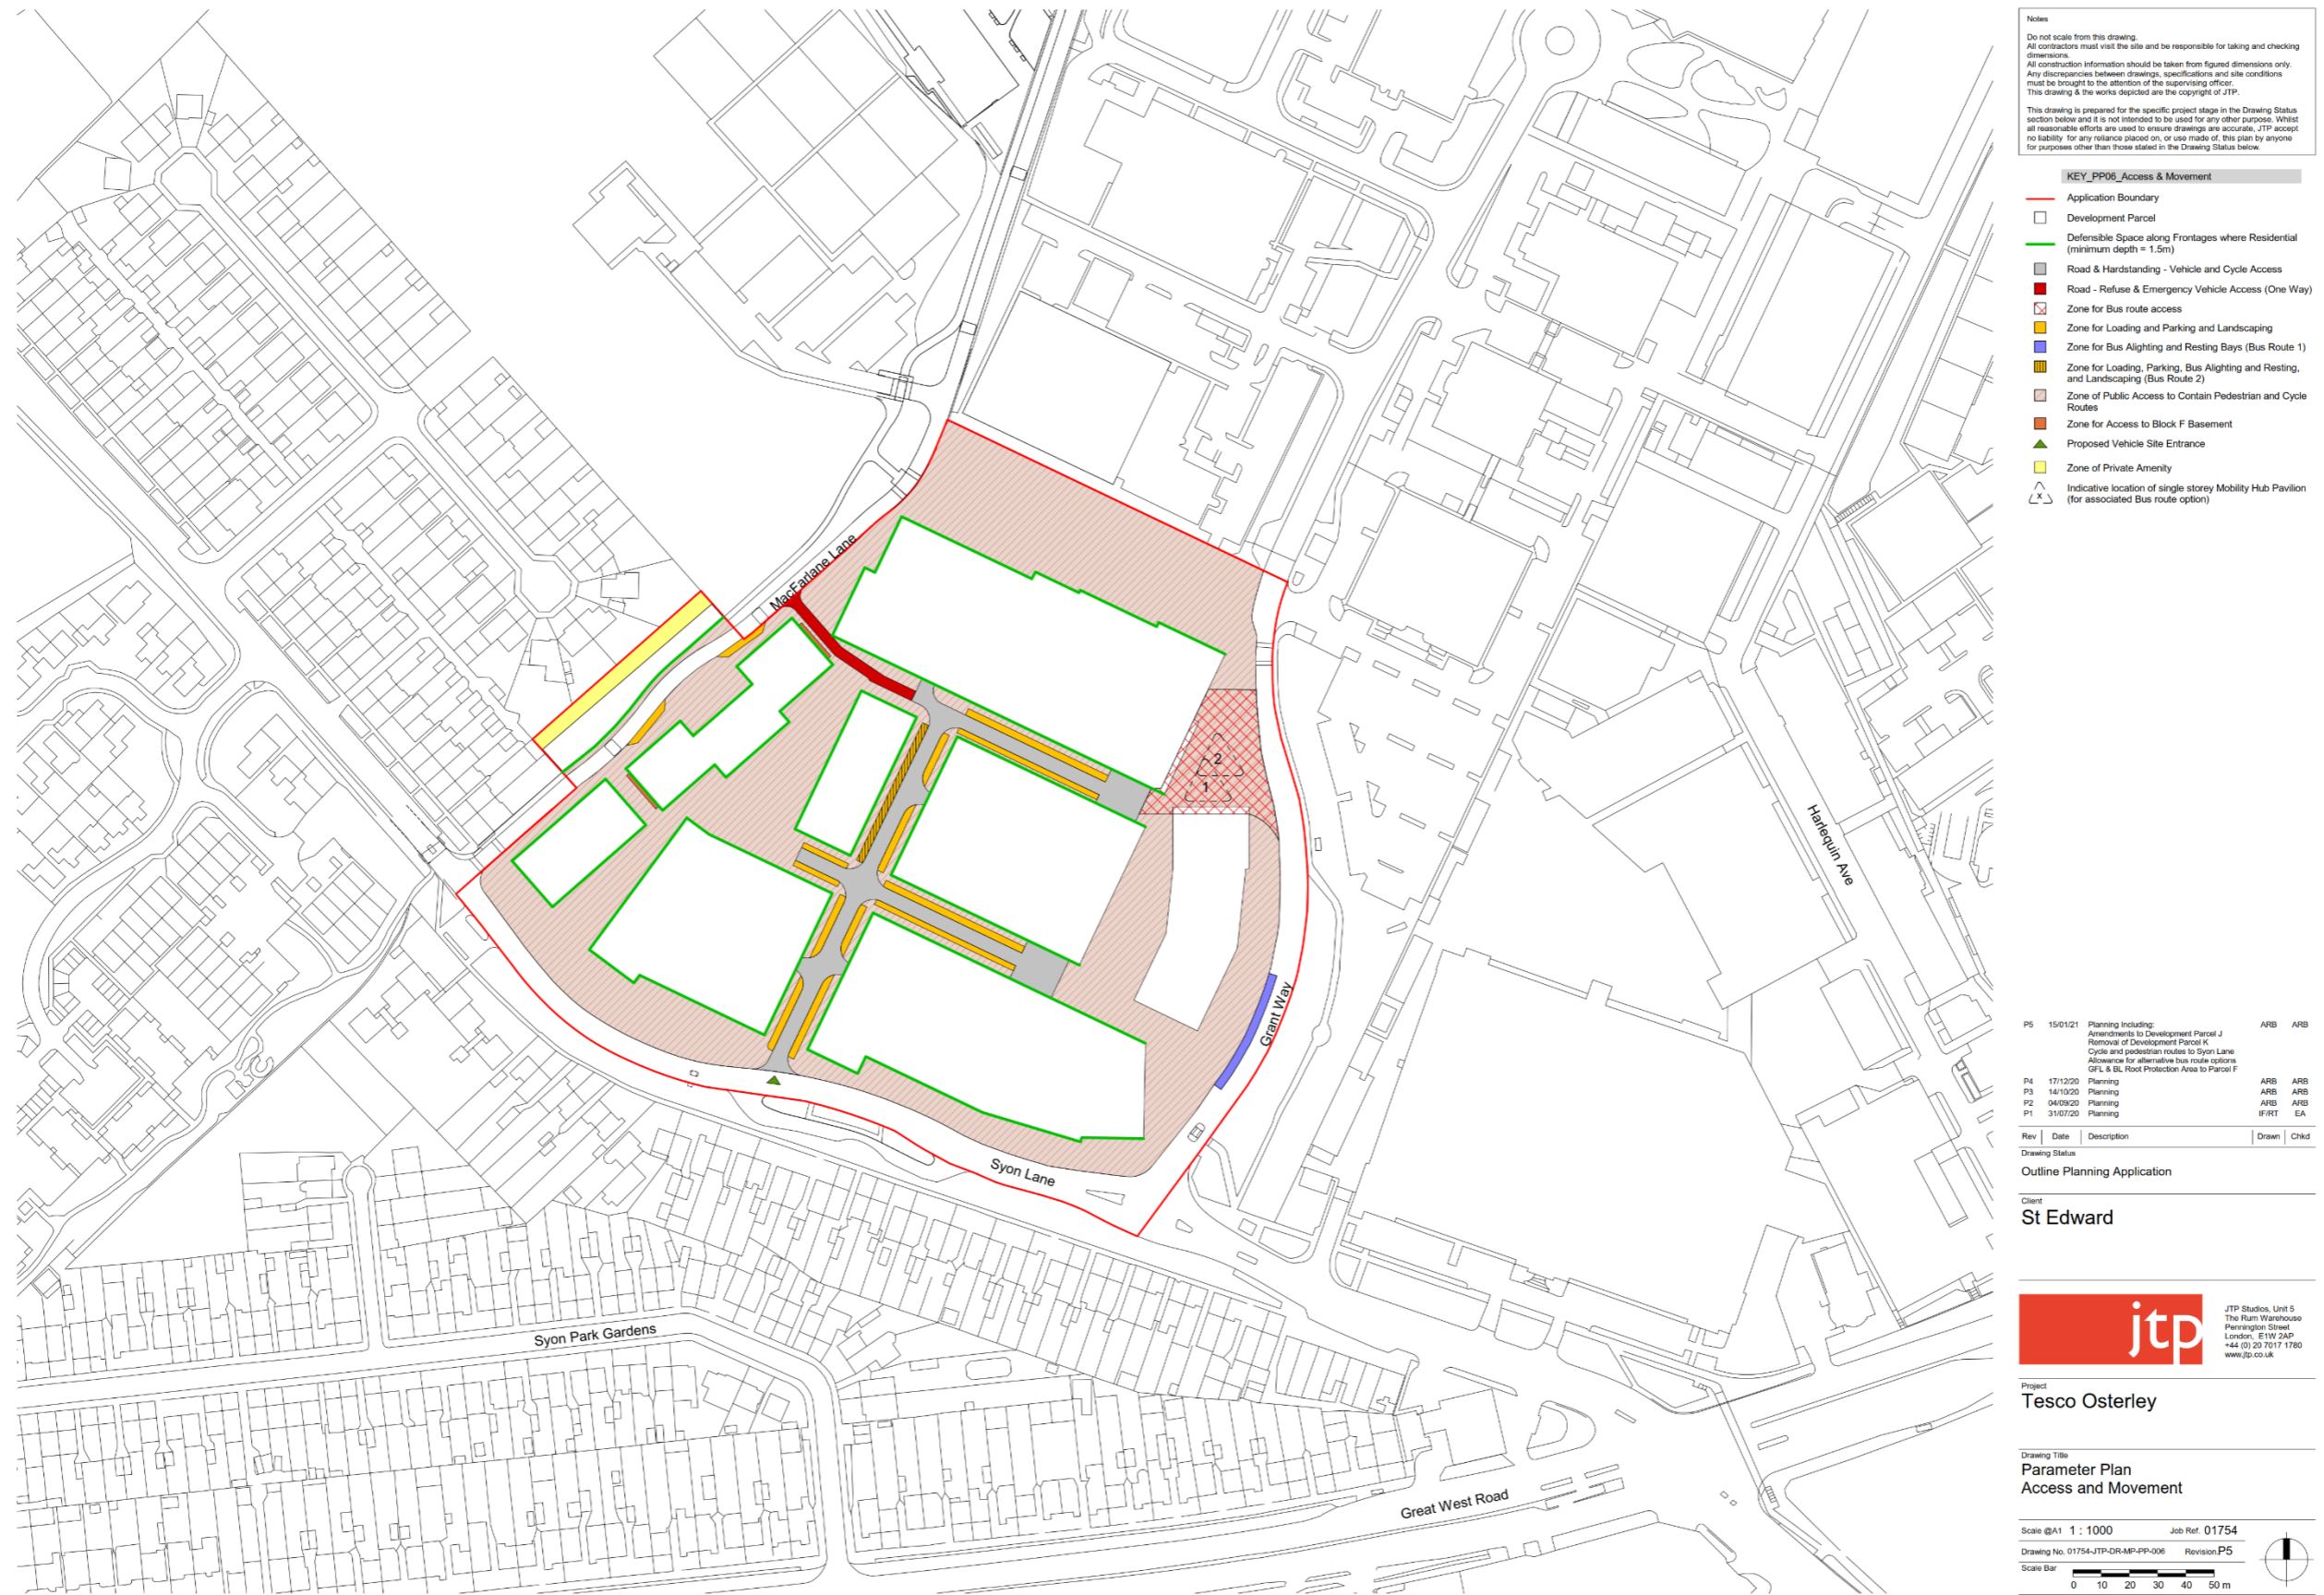 MacFarlane Lane
2
1
Harlequin Ave
Grant Way
Syon Lane
Syon Park Gardens
Great West Road
Notes
Do not scale from this drawing.
All contractors must visit the site and be responsible for taking and checking
dimensions.
All construction information should be taken from figured dimensions only.
Any discrepancies between drawings, specifications and site conditions
must be brought to the attention of the supervising officer.
This drawing & the works depicted are the copyright of JTP.
This drawing is prepared for the specific project stage in the Drawing Status
section below and it is not intended to be used for any other purpose. Whilst
all reasonable efforts are used to ensure drawings are accurate, JTP accept
no liability for any reliance placed on, or use made of, this plan by anyone
for purposes other than those stated in the Drawing Status below.
KEY_PP06_Access & Movement
Application Boundary
Development Parcel
Defensible Space along Frontages where Residential
(minimum depth = 1.5m)
Road & Hardstanding - Vehicle and Cycle Access
Road - Refuse & Emergency Vehicle Access (One Way)
Zone for Bus route access
Zone for Loading and Parking and Landscaping
Zone for Bus Alighting and Resting Bays (Bus Route 1)
Zone for Loading, Parking, Bus Alighting and Resting,
and Landscaping (Bus Route 2)
Zone of Public Access to Contain Pedestrian and Cycle
Routes
Zone for Access to Block F Basement
Proposed Vehicle Site Entrance
Zone of Private Amenity
X Indicative location of single storey Mobility Hub Pavilion
(for associated Bus route option)
P5 15/01/21 Planning Including: ARB ARB
Amendments to Development Parcel J
Removal of Development Parcel K
Cycle and pedestrian routes to Syon Lane
Allowance for alternative bus route options
GFL & BL Root Protection Area to Parcel F
P4 17/12/20 Planning ARB ARB
P3 14/10/20 Planning ARB ARB
P2 04/09/20 Planning ARB ARB
P1 31/07/20 Planning IF/RT EA
Rev Date Description Drawn Chkd
Drawing Status
Outline Planning Application
Client
St Edward
jtp
JTP Studios, Unit 5
The Rum Warehouse
Pennington Street
London, E1W 2AP
+44 (0) 20 7017 1780
www.jtp.co.uk
Project
Tesco Osterley
Drawing Title
Parameter Plan
Access and Movement
Scale @A1 1 : 1000 Job Ref. 01754
Drawing No. 01754-JTP-DR-MP-PP-006 Revision P5
Scale Bar
0 10 20 30 40 50 m